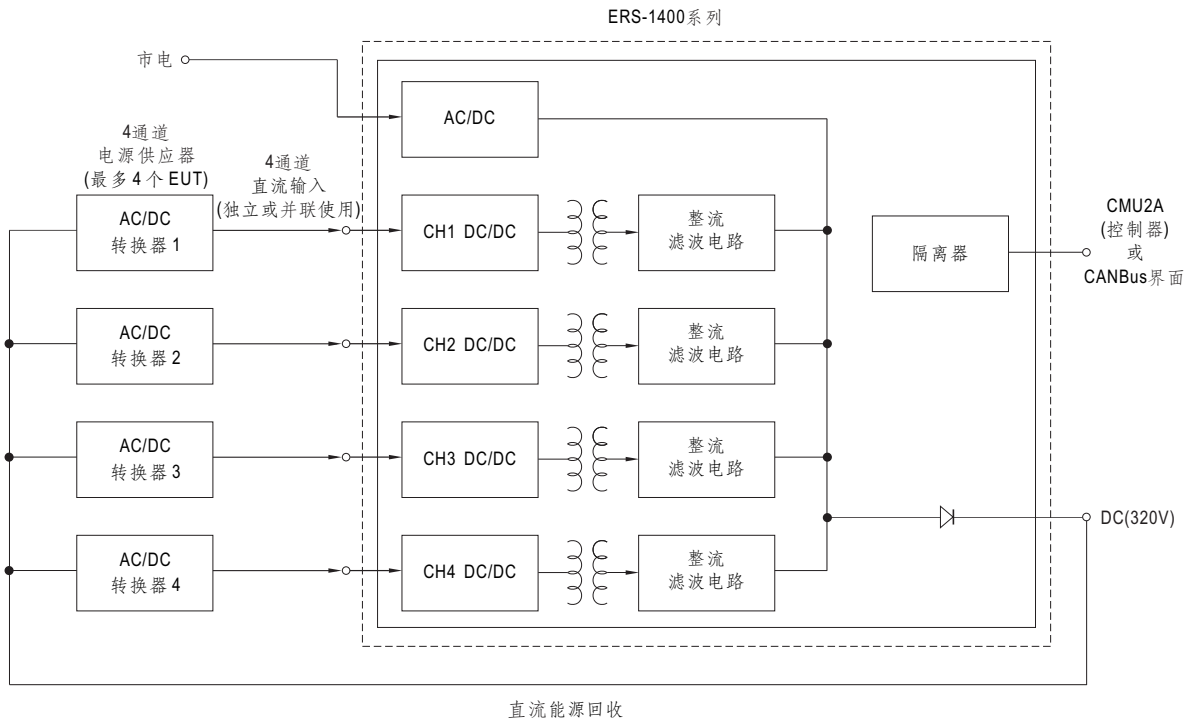 ERS-1400系列
市电
AC/DC
4通道
电源供应器
(最多4个EUT)
4通道
直流输入
(独立或并联使用)
AC/DC
转换器1
CH1 DC/DC
整流
滤波电路
隔离器
CMU2A
(控制器)
或
CANBus界面
AC/DC
转换器2
CH2 DC/DC
整流
滤波电路
AC/DC
转换器3
CH3 DC/DC
整流
滤波电路
DC(320V)
AC/DC
转换器4
CH4 DC/DC
整流
滤波电路
直流能源回收